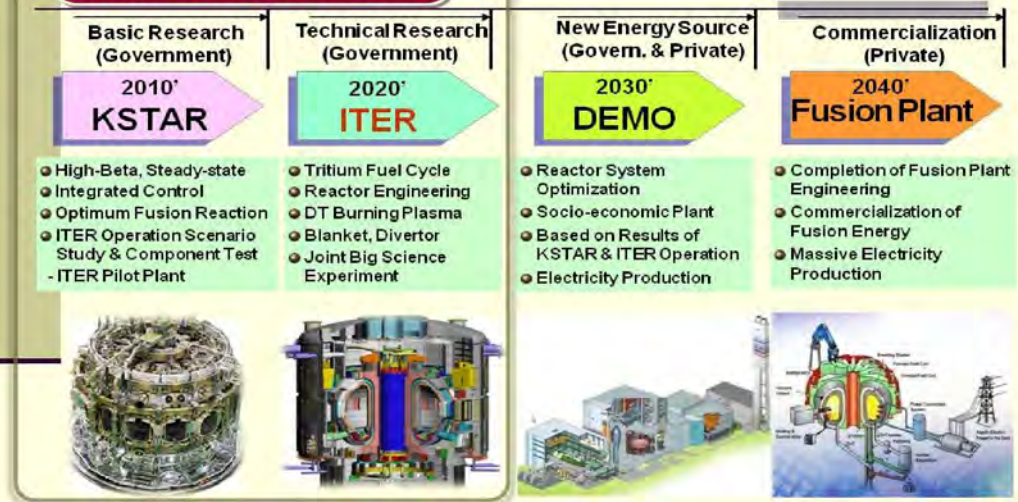 Basic Research
(Government)
2010'
KSTAR
High-Beta, Steady-state
Integrated Control
Optimum Fusion Reaction
ITER Operation Scenario
Study & Component Test
- ITER Pilot Plant
Technical Research
(Government)
2020'
ITER
Tritium Fuel Cycle
Reactor Engineering
DT Burning Plasma
Blanket, Divertor
Joint Big Science
Experiment
New Energy Source
(Govern. & Private)
2030'
DEMO
Reactor System
Optimization
Socio-economic Plant
Based on Results of
KSTAR & ITER Operation
Electricity Production
Commercialization
(Private)
2040'
Fusion Plant
Completion of Fusion Plant
Engineering
Commercialization of
Fusion Energy
Massive Electricity
Production